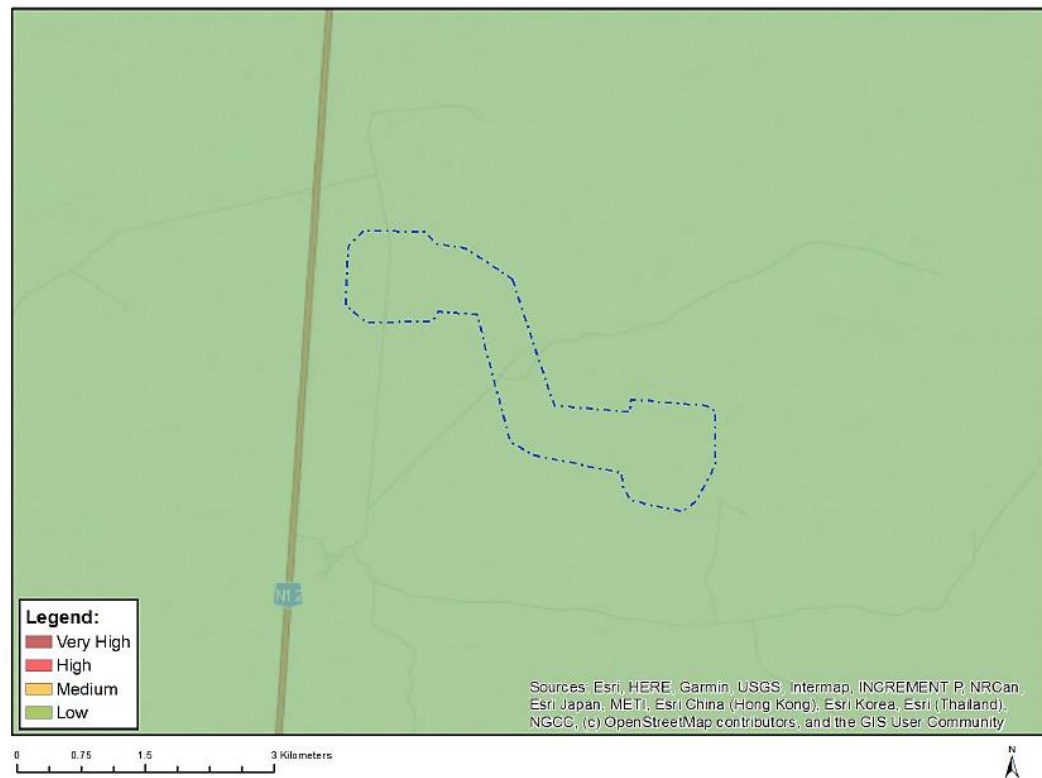 N12
Legend:
Very High
High
Medium
Low
Sources: Esri, HERE, Garmin, USGS, Intermap, INCREMENT P, NRCan,
Esri Japan, METI, Esri China (Hong Kong), Esri Korea, Esri (Thailand),
NGCC, (c) OpenStreetMap contributors, and the GIS User Community
0 0.75 1.5 3 Kilometers
N